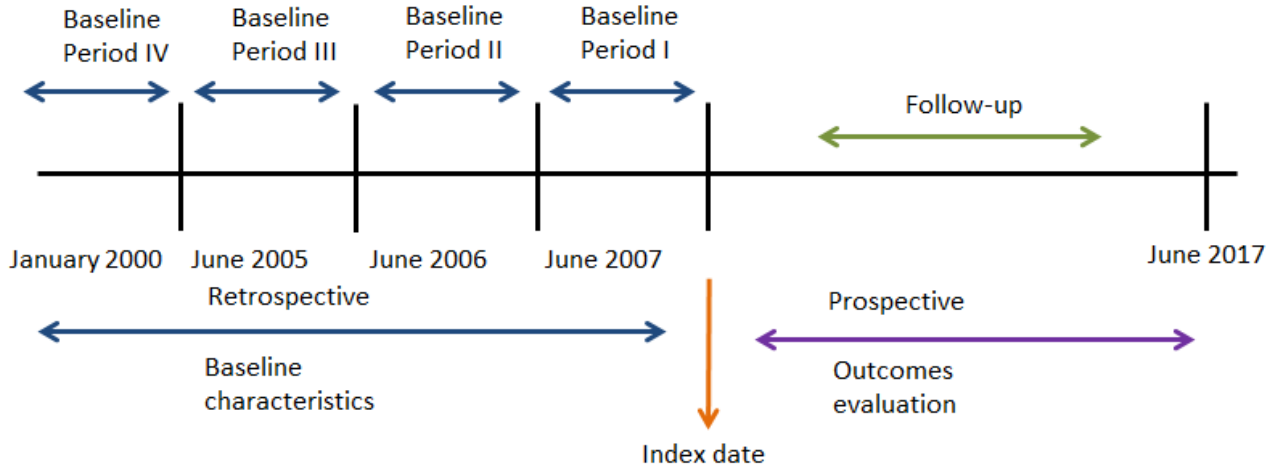 Baseline
Period IV
Baseline
Period III
Baseline
Period II
Baseline
Period I
Follow-up
January 2000
June 2005
June 2006
June 2007
June 2017
Retrospective
Prospective
Baseline
characteristics
Outcomes
evaluation
Index date